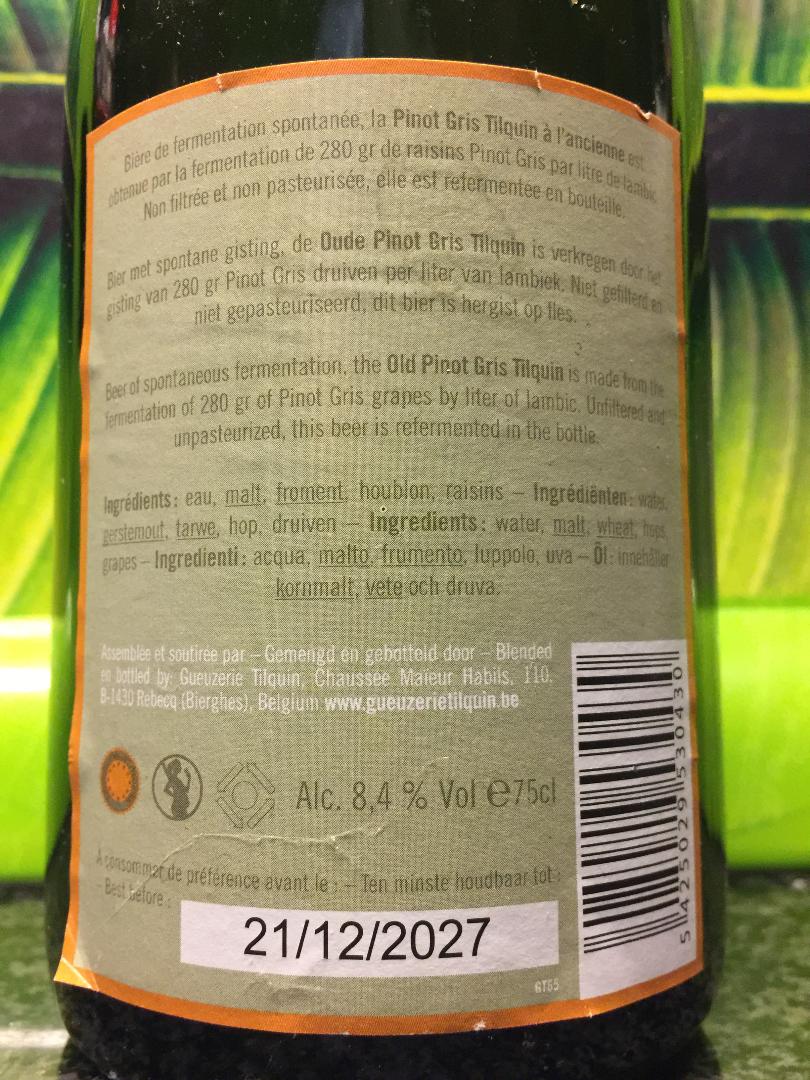 Bière de fermentation spontanée, la Pinot Gris Tilquin à l'ancienne est
obtenue par la fermentation de 280 gr de raisins Pinot Gris par litre de lambic.
Non filtrée et non pasteurisée, elle est refermentée en bouteille.
Bier met spontane gisting, de Oude Pinot Gris Tilquin is verkregen door het
gisting van 280 gr Pinot Gris druiven per liter van lambiek. Niet gefilterd en
niet gepasteuriseerd, dit bier is hergist op fles.
Beer of spontaneous fermentation, the Old Pinot Gris Tilquin is made from the
fermentation of 280 gr of Pinot Gris grapes by liter of lambic. Unfiltered and
unpasteurized, this beer is refermented in the bottle.
Ingrédients : eau, malt, froment, houblon, raisins – Ingrédiënten : water,
gerstemout, tarwe, hop, druiven – Ingredients : water, malt, wheat, hops,
grapes – Ingredienti : acqua, malto, frumento, luppolo, uva – Öl : innehåller
kornmalt, vete och druva.
Assemblée et soutirée par – Gemengd en gebotteld door – Blended
en bottled by: Gueuzerie Tilquin, Chaussée Maïeur Habils, 110,
B-1430 Rebecq (Bierghes), Belgium www.gueuzerietilquin.be
Alc. 8,4 % Vol e75cl
À consommer de préférence avant le : – Ten minste houdbaar tot :
- Best before :
21/12/2027
GT55
5 425029 530430